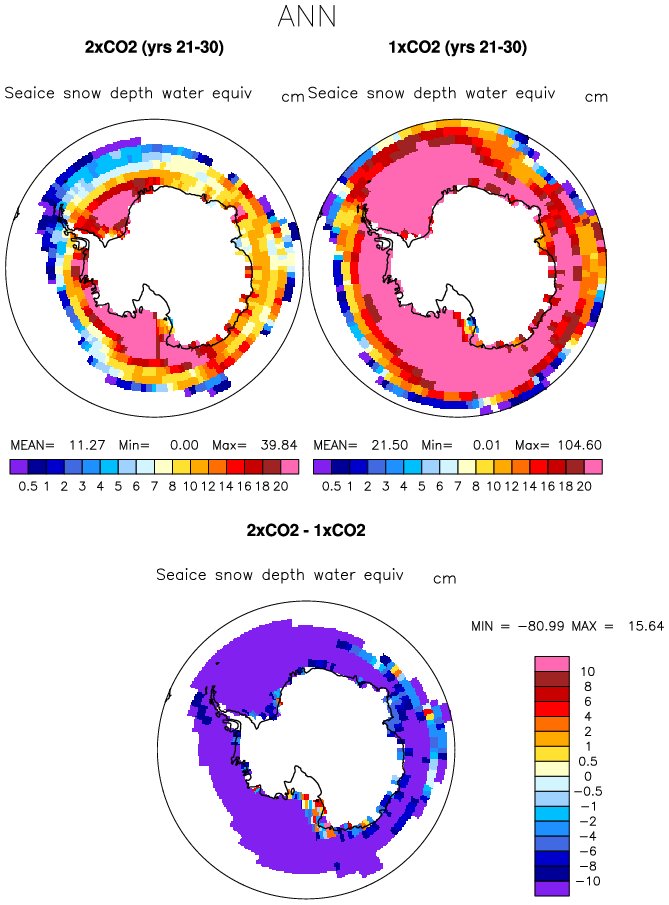 ANN
2xCO2 (yrs 21-30)
1xCO2 (yrs 21-30)
Seaice snow depth water equiv cm
Seaice snow depth water equiv cm
MEAN= 11.27 Min= 0.00 Max= 39.84
MEAN= 21.50 Min= 0.01 Max= 104.60
0.5 1 2 3 4 5 6 7 8 10 12 14 16 18 20
0.5 1 2 3 4 5 6 7 8 10 12 14 16 18 20
2xCO2 - 1xCO2
Seaice snow depth water equiv cm
MIN = −80.99 MAX = 15.64
10
8
6
4
2
1
0.5
0
−0.5
−1
−2
−4
−6
−8
−10